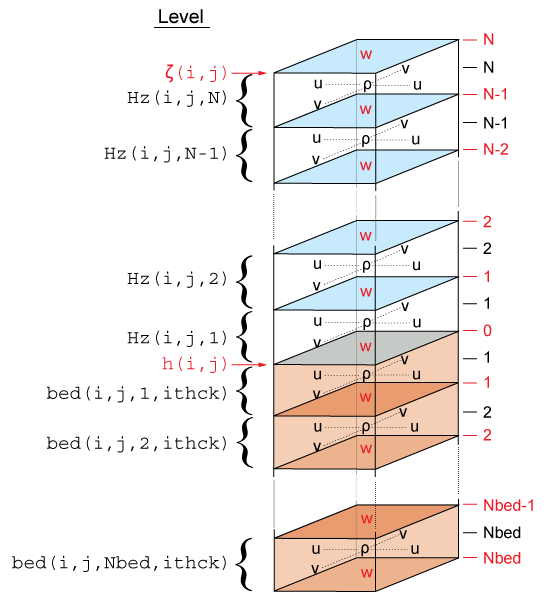 Level
N
w
ζ(i,j)
v
N
u ρ u
Hz(i,j,N)
v w N-1
v N-1
u ρ u
Hz(i,j,N-1)
v w N-2
2
w
v 2
u ρ u
Hz(i,j,2)
v w 1
v 1
u ρ u
Hz(i,j,1)
v w 0
h(i,j)
v 1
u ρ u
bed(i,j,1,ithck)
v w 1
v 2
u ρ u
bed(i,j,2,ithck)
v w 2
Nbed-1
w
v Nbed
u ρ u
bed(i,j,Nbed,ithck)
v w Nbed